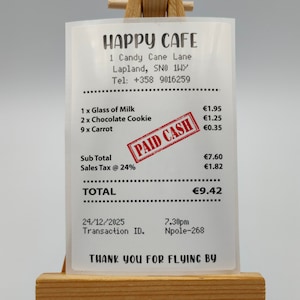 HAPPY CAFE
1 Candy Cane Lane
Lapland, SN0 1WY
Tel: +358 9016259
1 x Glass of Milk €1.95
2 x Chocolate Cookie €1.25
9 x Carrot €0.35
PAID CASH
Sub Total €7.60
Sales Tax @ 24% €1.82
TOTAL €9.42
24/12/2025 7.30pm
Transaction ID. Npole-268
THANK YOU FOR FLYING BY